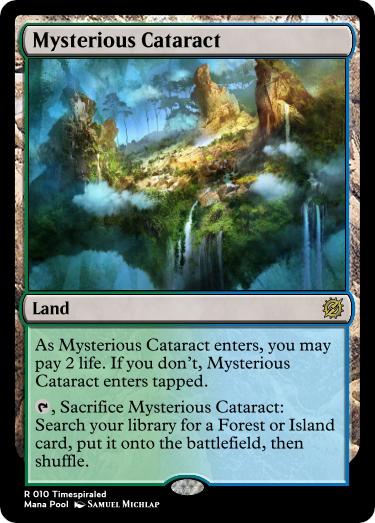 Mysterious Cataract
Land
As Mysterious Cataract enters, you may
pay 2 life. If you don't, Mysterious
Cataract enters tapped.
, Sacrifice Mysterious Cataract:
Search your library for a Forest or Island
card, put it onto the battlefield, then
shuffle.
R 010 Timespiraled
Mana Pool Samuel Michlap